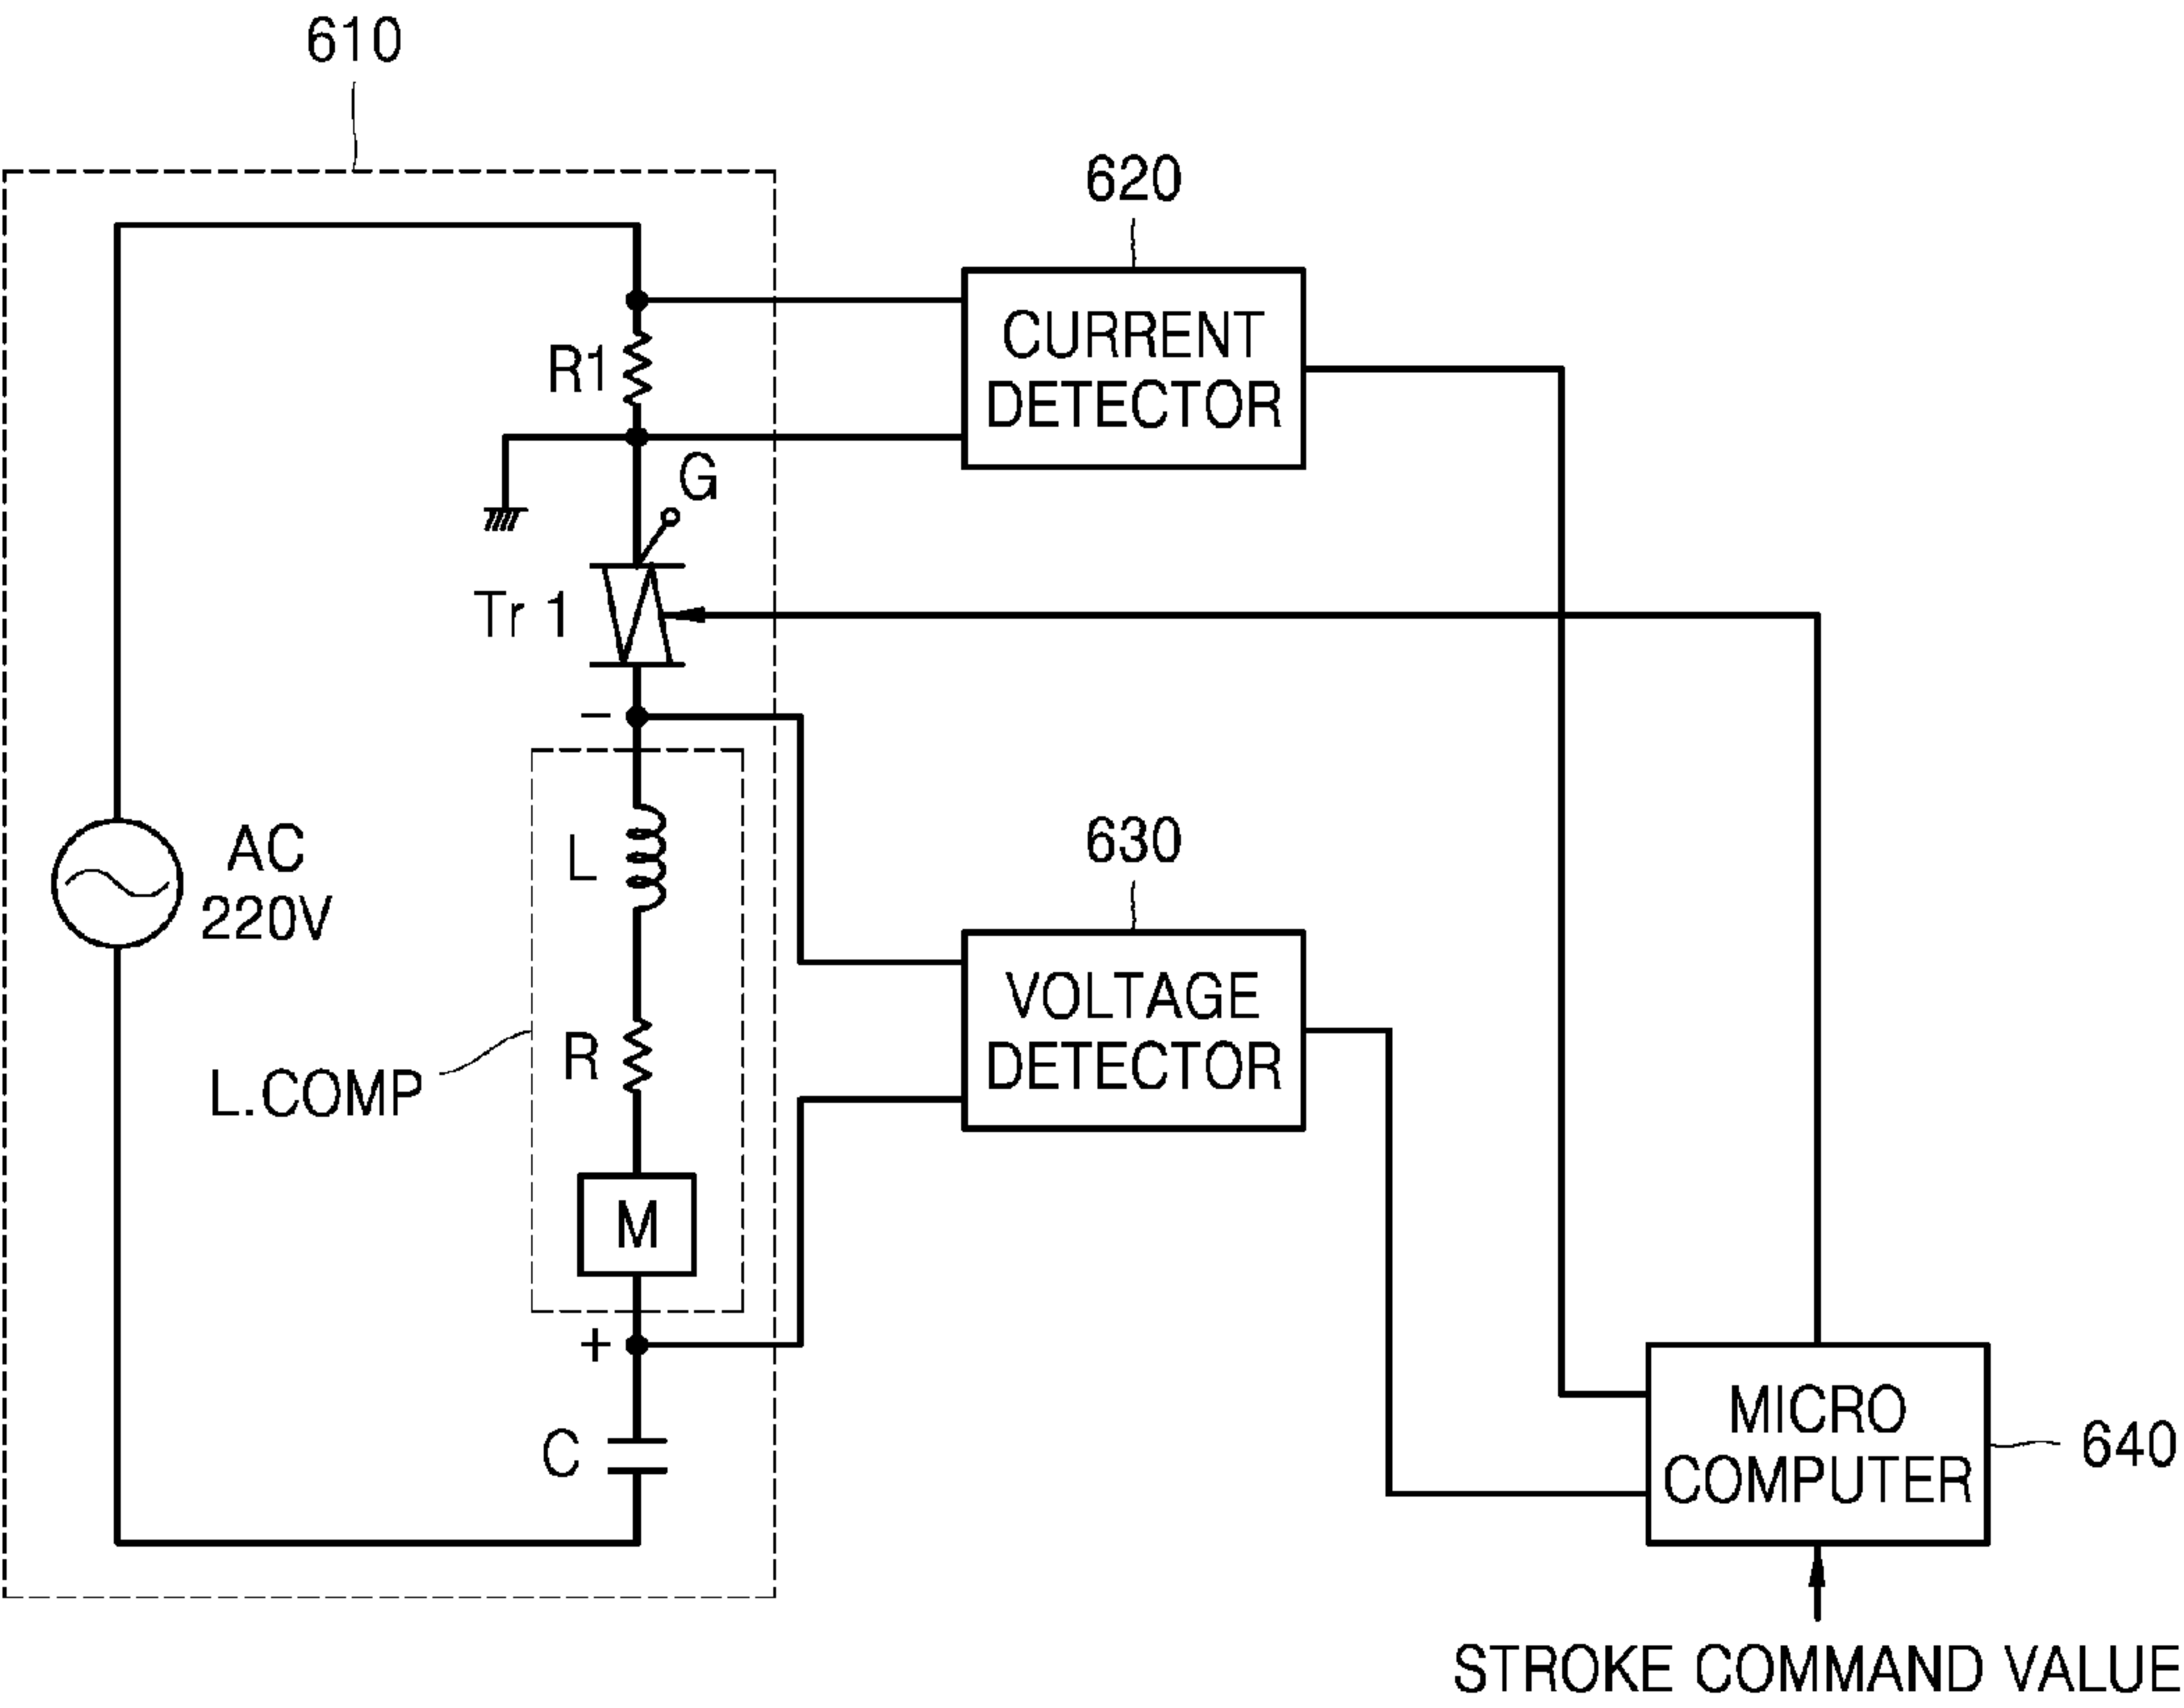 610
620
CURRENT
DETECTOR
R1
G
Tr 1
−
AC
220V
L
630
VOLTAGE
DETECTOR
R
L.COMP
M
+
C
MICRO
COMPUTER
640
STROKE COMMAND VALUE